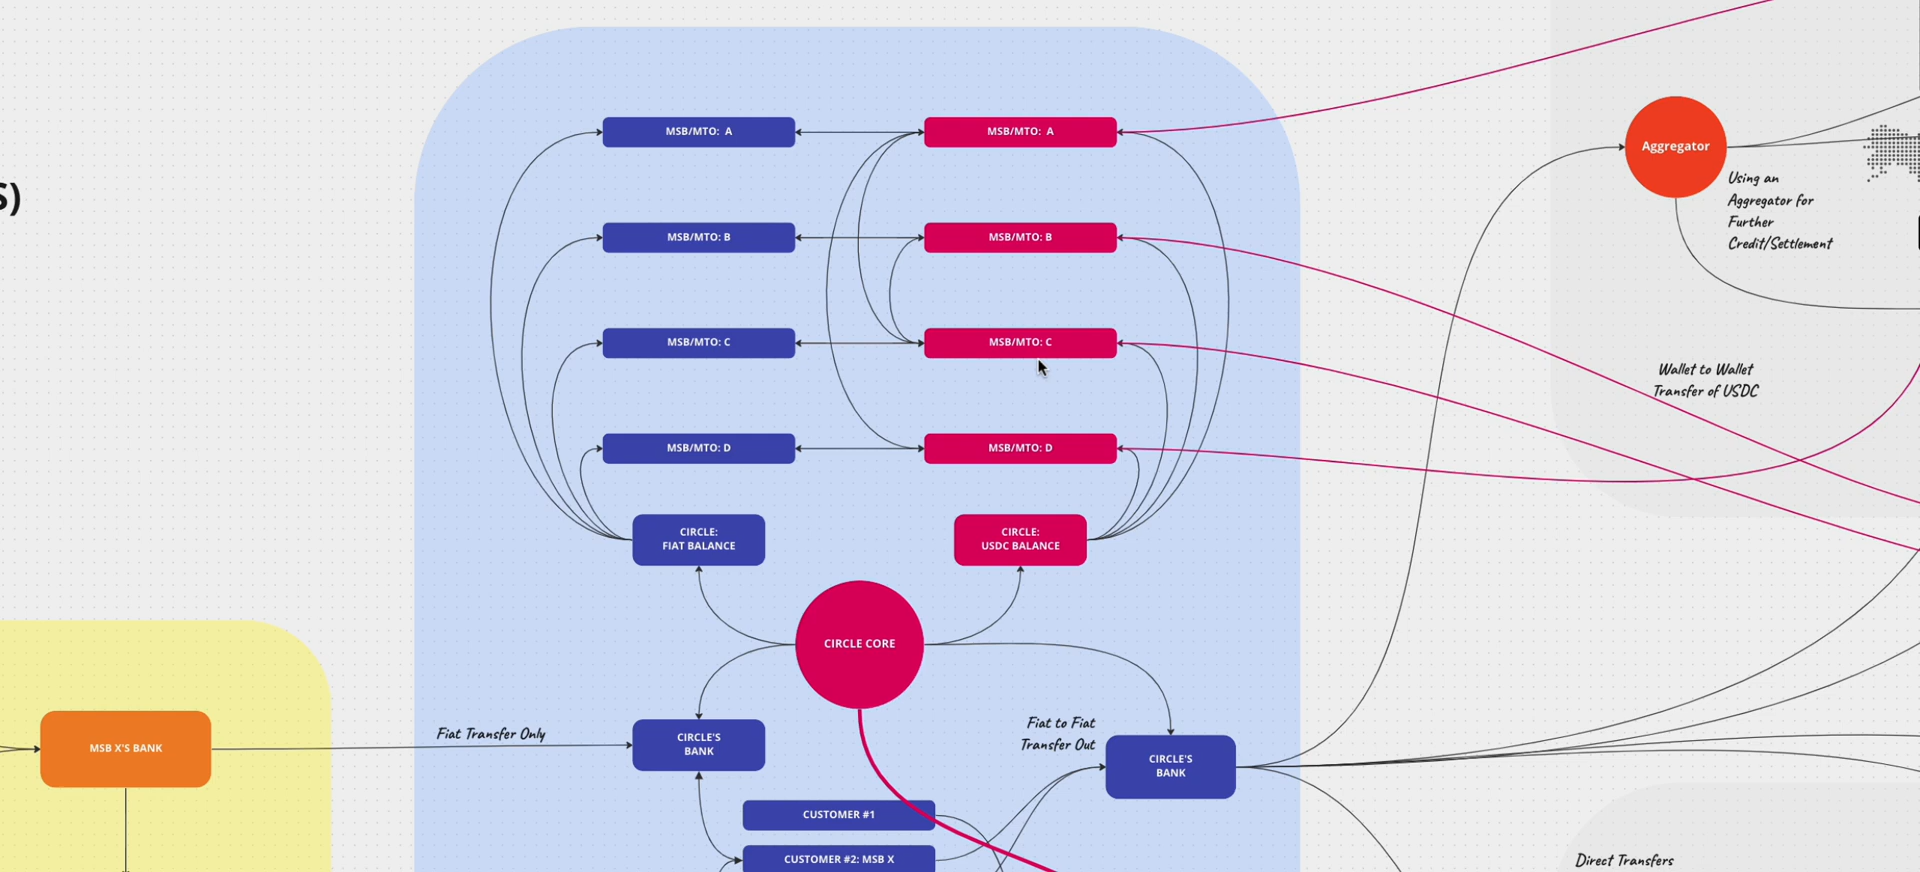 S)
MSB/MTO: A
MSB/MTO: A
MSB/MTO: B
MSB/MTO: B
MSB/MTO: C
MSB/MTO: C
MSB/MTO: D
MSB/MTO: D
CIRCLE:
FIAT BALANCE
CIRCLE:
USDC BALANCE
CIRCLE CORE
Aggregator
Using an
Aggregator for
Further
Credit/Settlement
Wallet to Wallet
Transfer of USDC
MSB X'S BANK
Fiat Transfer Only
CIRCLE'S
BANK
Fiat to Fiat
Transfer Out
CIRCLE'S
BANK
CUSTOMER #1
CUSTOMER #2: MSB X
Direct Transfers